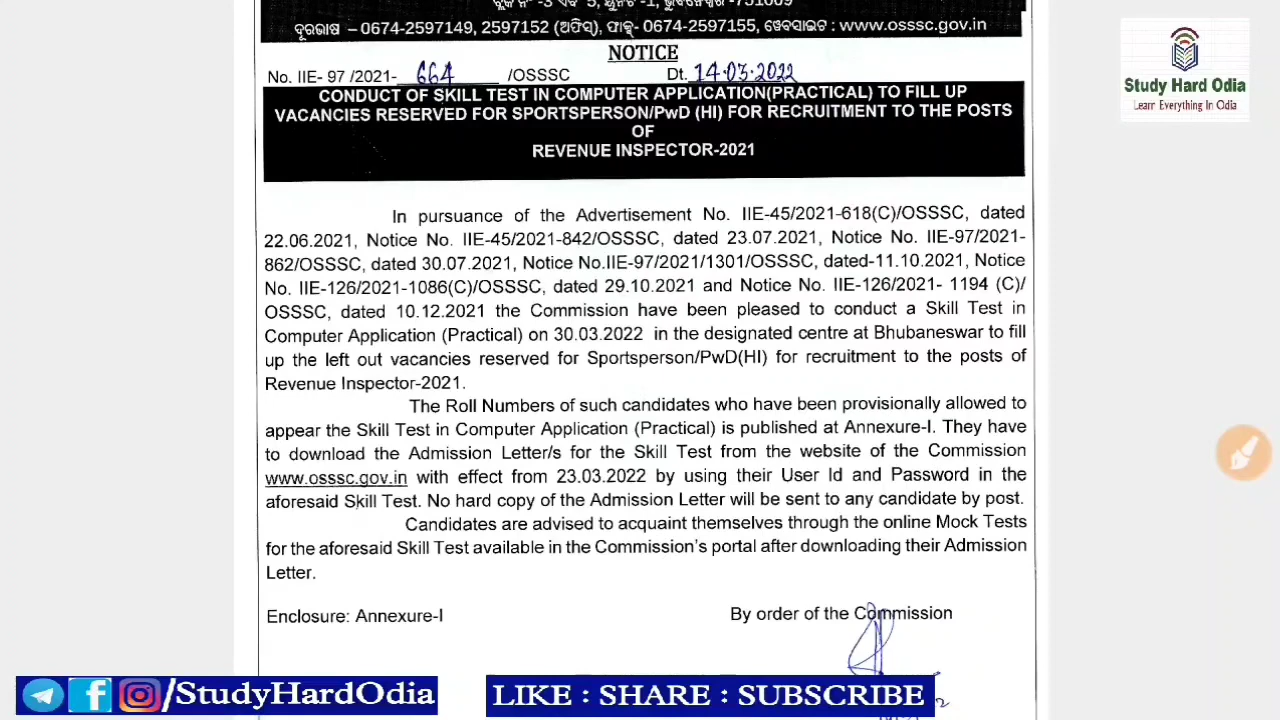 ବ୍ଲକ ନଂ -3 ଏବଂ 5, ୟୁନିଟ -1, ଭୁବନେଶ୍ୱର -751009
ଦୂରଭାଷ – 0674-2597149, 2597152 (ଅଫିସ), ଫାକ୍ସ- 0674-2597155, ୱେବସାଇଟ : www.osssc.gov.in
NOTICE
No. IIE- 97 /2021- 664 /OSSSC Dt. 14.03.2022
CONDUCT OF SKILL TEST IN COMPUTER APPLICATION(PRACTICAL) TO FILL UP
VACANCIES RESERVED FOR SPORTSPERSON/PwD (HI) FOR RECRUITMENT TO THE POSTS
OF
REVENUE INSPECTOR-2021
In pursuance of the Advertisement No. IIE-45/2021-618(C)/OSSSC, dated
22.06.2021, Notice No. IIE-45/2021-842/OSSSC, dated 23.07.2021, Notice No. IIE-97/2021-
862/OSSSC, dated 30.07.2021, Notice No.IIE-97/2021/1301/OSSSC, dated-11.10.2021, Notice
No. IIE-126/2021-1086(C)/OSSSC, dated 29.10.2021 and Notice No. IIE-126/2021- 1194 (C)/
OSSSC, dated 10.12.2021 the Commission have been pleased to conduct a Skill Test in
Computer Application (Practical) on 30.03.2022 in the designated centre at Bhubaneswar to fill
up the left out vacancies reserved for Sportsperson/PwD(HI) for recruitment to the posts of
Revenue Inspector-2021.
The Roll Numbers of such candidates who have been provisionally allowed to
appear the Skill Test in Computer Application (Practical) is published at Annexure-I. They have
to download the Admission Letter/s for the Skill Test from the website of the Commission
www.osssc.gov.in with effect from 23.03.2022 by using their User Id and Password in the
aforesaid Skill Test. No hard copy of the Admission Letter will be sent to any candidate by post.
Candidates are advised to acquaint themselves through the online Mock Tests
for the aforesaid Skill Test available in the Commission's portal after downloading their Admission
Letter.
Enclosure: Annexure-I By order of the Commission
Study Hard Odia
Learn Everything In Odia
/StudyHardOdia
LIKE : SHARE : SUBSCRIBE